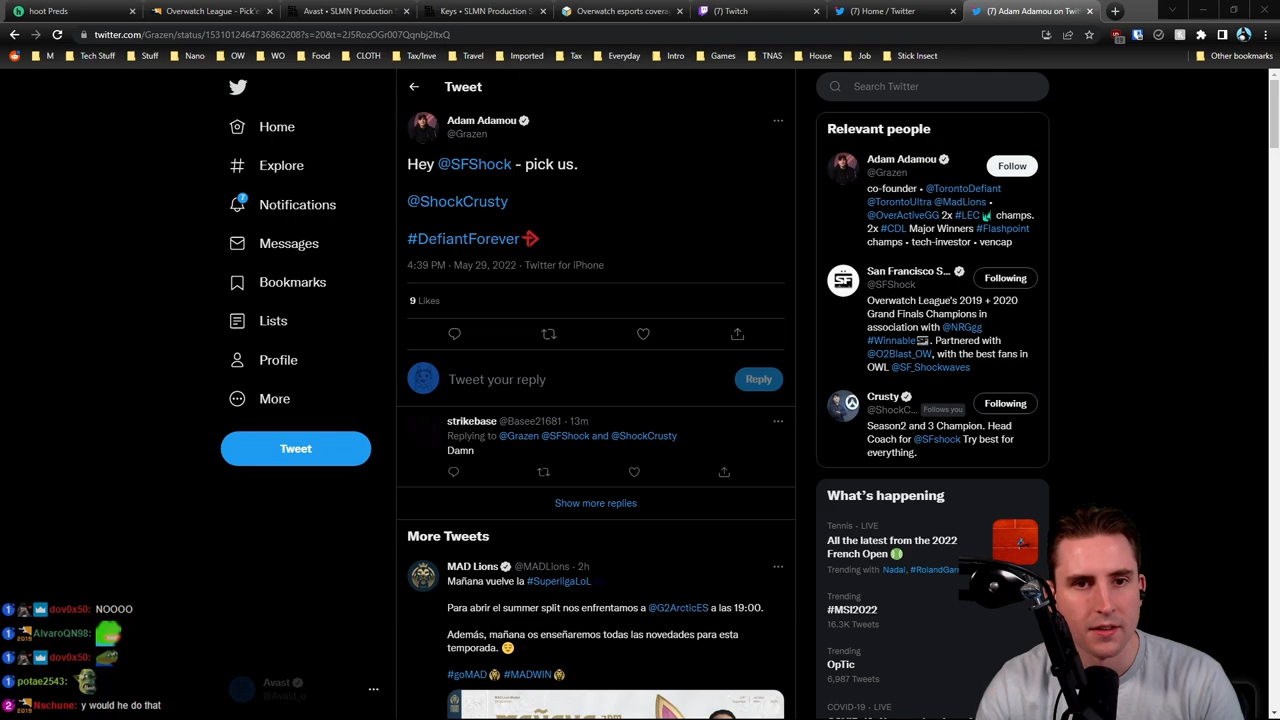 hoot Preds
Overwatch League - Pick'e
Avast • SLMN Production
Keys • SLMN Production S
Overwatch esports covera
(7) Twitch
(7) Home / Twitter
(7) Adam Adamou on Twit
twitter.com/Grazen/status/1531012464736862208?s=20&t=2J5RozOGr007Qqnbj2ltxQ
M
Tech Stuff
Stuff
Nano
OW
WO
Food
CLOTH
Tax/Inve
Travel
Imported
Tax
Everyday
Intro
Games
TNAS
House
Job
Stick Insect
Other bookmarks
Home
Explore
7
Notifications
Messages
Bookmarks
Lists
Profile
More
Tweet
Avast
@Avast_o
Tweet
Adam Adamou
@Grazen
Hey @SFShock - pick us.
@ShockCrusty
#DefiantForever
4:39 PM · May 29, 2022 · Twitter for iPhone
9 Likes
Tweet your reply
Reply
strikebase @Basee21681 · 13m
Replying to @Grazen @SFShock and @ShockCrusty
Damn
Show more replies
More Tweets
MAD Lions @MADLions · 2h
Mañana vuelve la #SuperligaLoL
Para abrir el summer split nos enfrentamos a @G2ArcticES a las 19:00.
Además, mañana os enseñaremos todas las novedades para esta
temporada.
#goMAD #MADWIN
MAÑANA
Search Twitter
Relevant people
Adam Adamou
@Grazen
Follow
co-founder • @TorontoDefiant
@TorontoUltra @MadLions •
@OverActiveGG 2x #LEC champs.
2x #CDL Major Winners #Flashpoint
champs • tech-investor • vencap
San Francisco S...
@SFShock
Following
Overwatch League's 2019 + 2020
Grand Finals Champions in
association with @NRGgg
#Winnable. Partnered with
@O2Blast_OW, with the best fans in
OWL @SF_Shockwaves
Crusty
@ShockC... Follows you
Following
Season2 and 3 Champion. Head
Coach for @SFshock Try best for
everything.
What's happening
Tennis · LIVE
All the latest from the 2022
French Open
Trending with Nadal, #RolandGarr
Trending
#MSI2022
16.3K Tweets
Trending
OpTic
6,987 Tweets
COVID-19 · LIVE
dov0x50: NOOOO
AlvaroQN98:
dov0x50:
potae2543:
Nschune: y would he do that